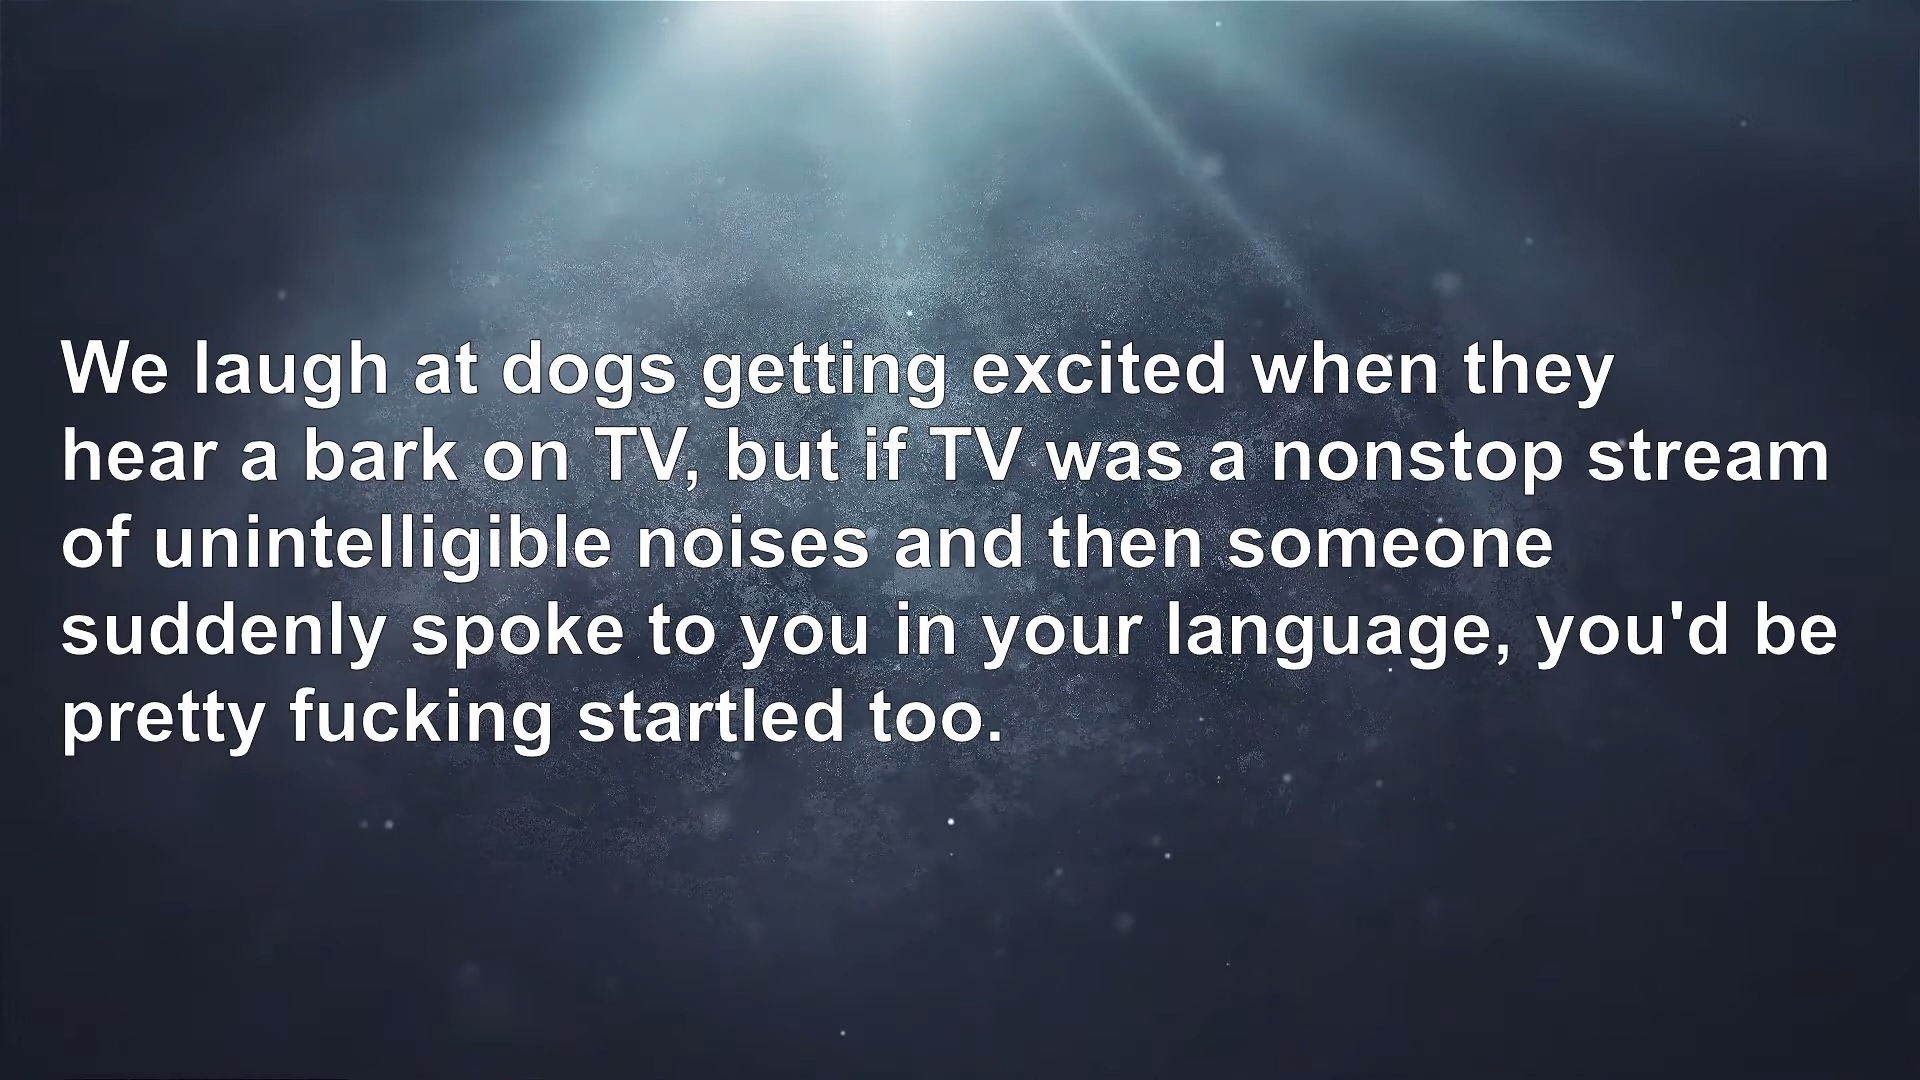 We laugh at dogs getting excited when they
hear a bark on TV, but if TV was a nonstop stream
of unintelligible noises and then someone
suddenly spoke to you in your language, you'd be
pretty fucking startled too.